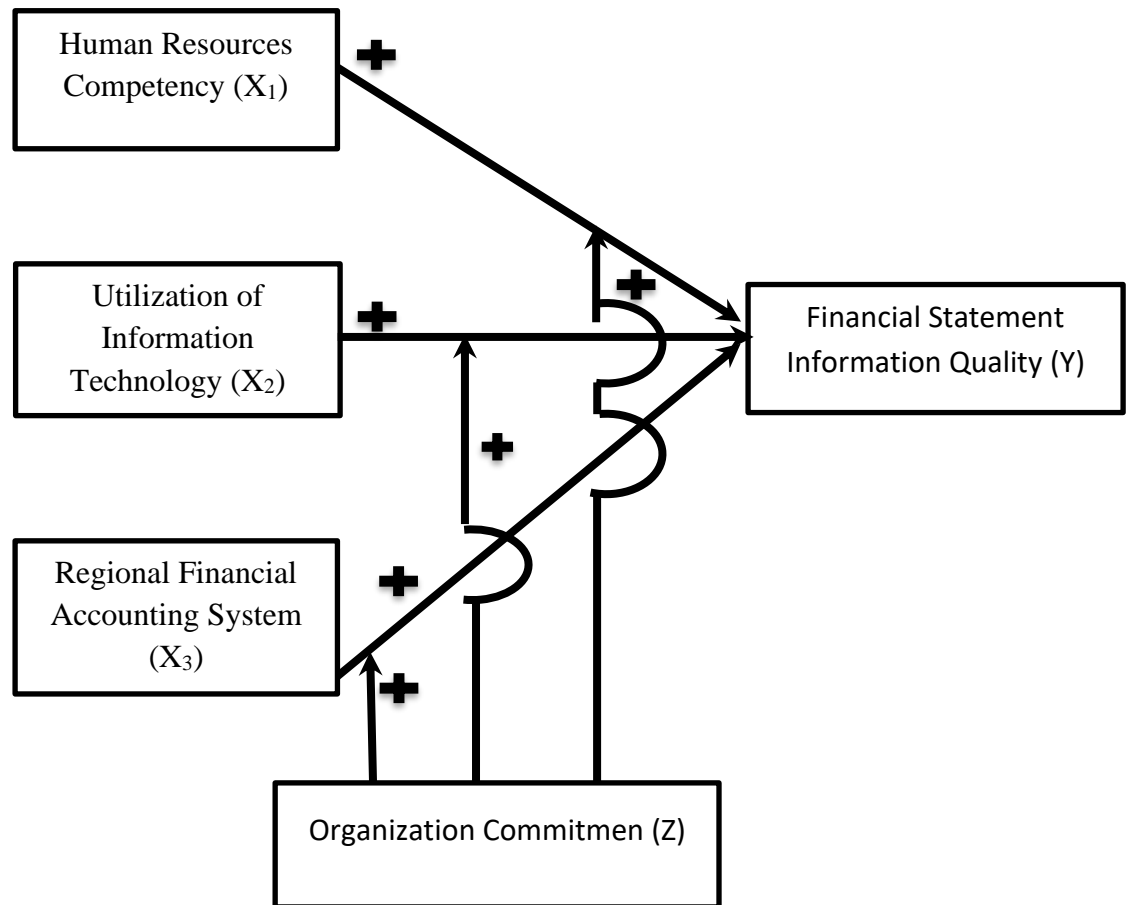 Human Resources
Competency (X₁)
Utilization of
Information
Technology (X₂)
Financial Statement
Information Quality (Y)
Regional Financial
Accounting System
(X₃)
Organization Commitmen (Z)